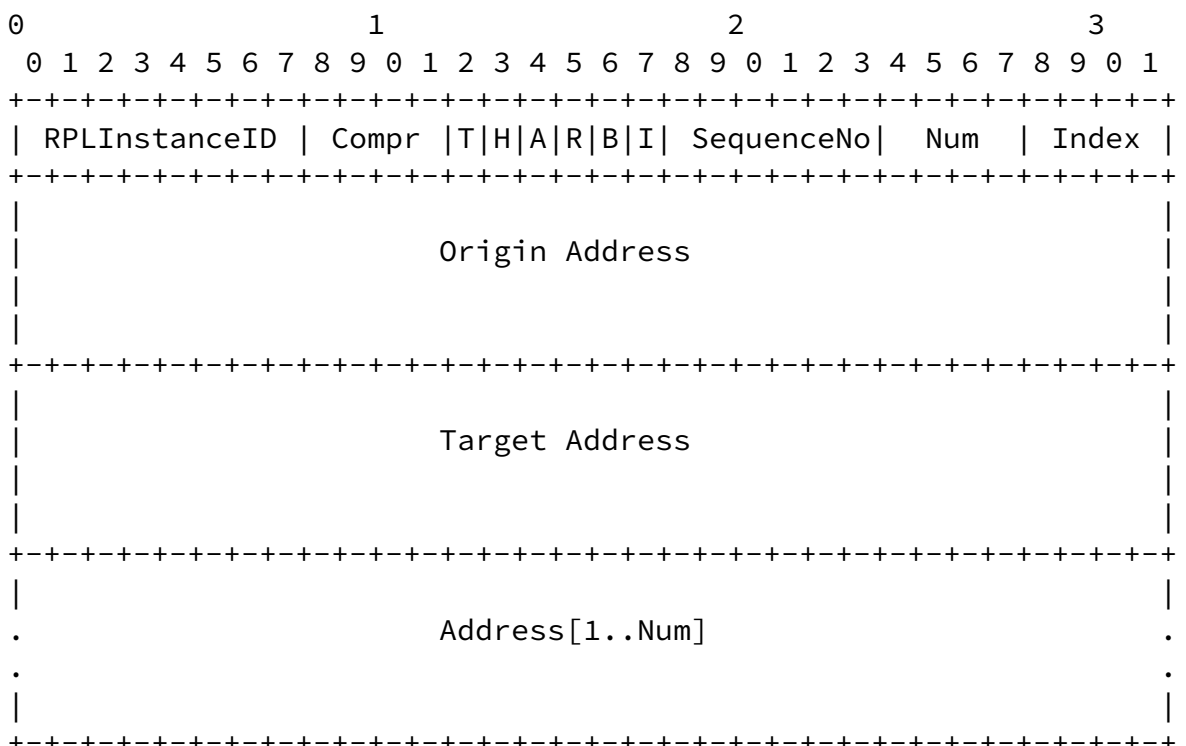 0                   1                   2                   3
 0 1 2 3 4 5 6 7 8 9 0 1 2 3 4 5 6 7 8 9 0 1 2 3 4 5 6 7 8 9 0 1
+-+-+-+-+-+-+-+-+-+-+-+-+-+-+-+-+-+-+-+-+-+-+-+-+-+-+-+-+-+-+-+-+
| RPLInstanceID | Compr |T|H|A|R|B|I| SequenceNo|  Num  | Index |
+-+-+-+-+-+-+-+-+-+-+-+-+-+-+-+-+-+-+-+-+-+-+-+-+-+-+-+-+-+-+-+-+
|                                                               |
|                       Origin Address                          |
|                                                               |
|                                                               |
+-+-+-+-+-+-+-+-+-+-+-+-+-+-+-+-+-+-+-+-+-+-+-+-+-+-+-+-+-+-+-+-+
|                                                               |
|                       Target Address                          |
|                                                               |
|                                                               |
+-+-+-+-+-+-+-+-+-+-+-+-+-+-+-+-+-+-+-+-+-+-+-+-+-+-+-+-+-+-+-+-+
|                                                               |
.                       Address[1..Num]                         .
.                                                               .
|                                                               |
+-+-+-+-+-+-+-+-+-+-+-+-+-+-+-+-+-+-+-+-+-+-+-+-+-+-+-+-+-+-+-+-+